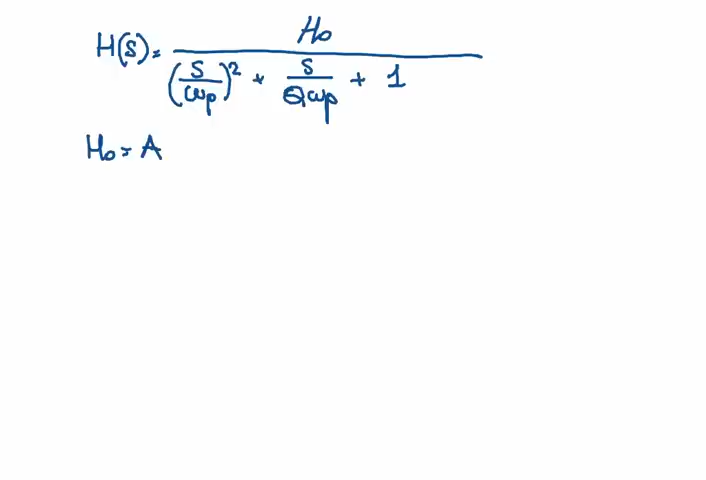 H(s) = H₀ / ((s/ωp)² + s/(Qωp) + 1)
H₀ = A